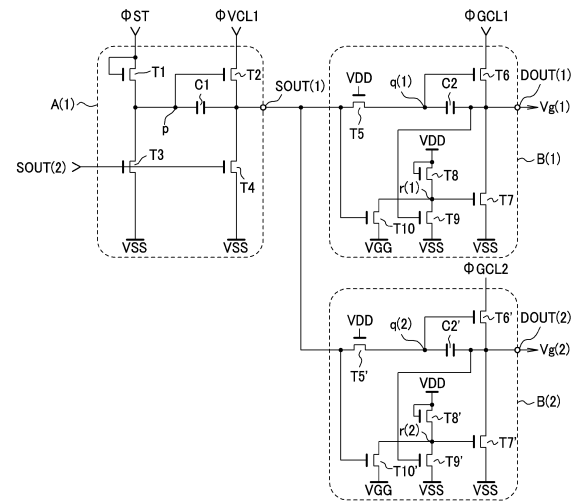 ΦST
ΦVCL1
ΦGCL1
T1
T2
C1
SOUT(1)
A(1)
p
VDD
q(1)
C2
T6
DOUT(1)
Vg(1)
T5
SOUT(2)
T3
T4
VDD
T8
r(1)
T7
B(1)
T10
T9
VSS
VSS
VGG
VSS
VSS
ΦGCL2
VDD
q(2)
C2'
T6'
DOUT(2)
Vg(2)
T5'
VDD
T8'
r(2)
T7'
B(2)
T10'
T9'
VGG
VSS
VSS